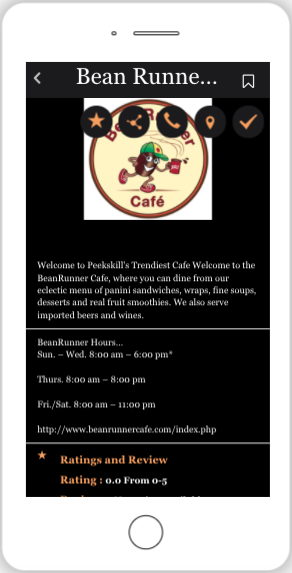 Bean Runne...
Bean Runner
Café
Welcome to Peekskill's Trendiest Cafe Welcome to the
BeanRunner Cafe, where you can dine from our
eclectic menu of panini sandwiches, wraps, fine soups,
desserts and real fruit smoothies. We also serve
imported beers and wines.
BeanRunner Hours...
Sun. – Wed. 8:00 am – 6:00 pm*
Thurs. 8:00 am – 8:00 pm
Fri./Sat. 8:00 am – 11:00 pm
http://www.beanrunnercafe.com/index.php
Ratings and Review
Rating : 0.0 From 0-5